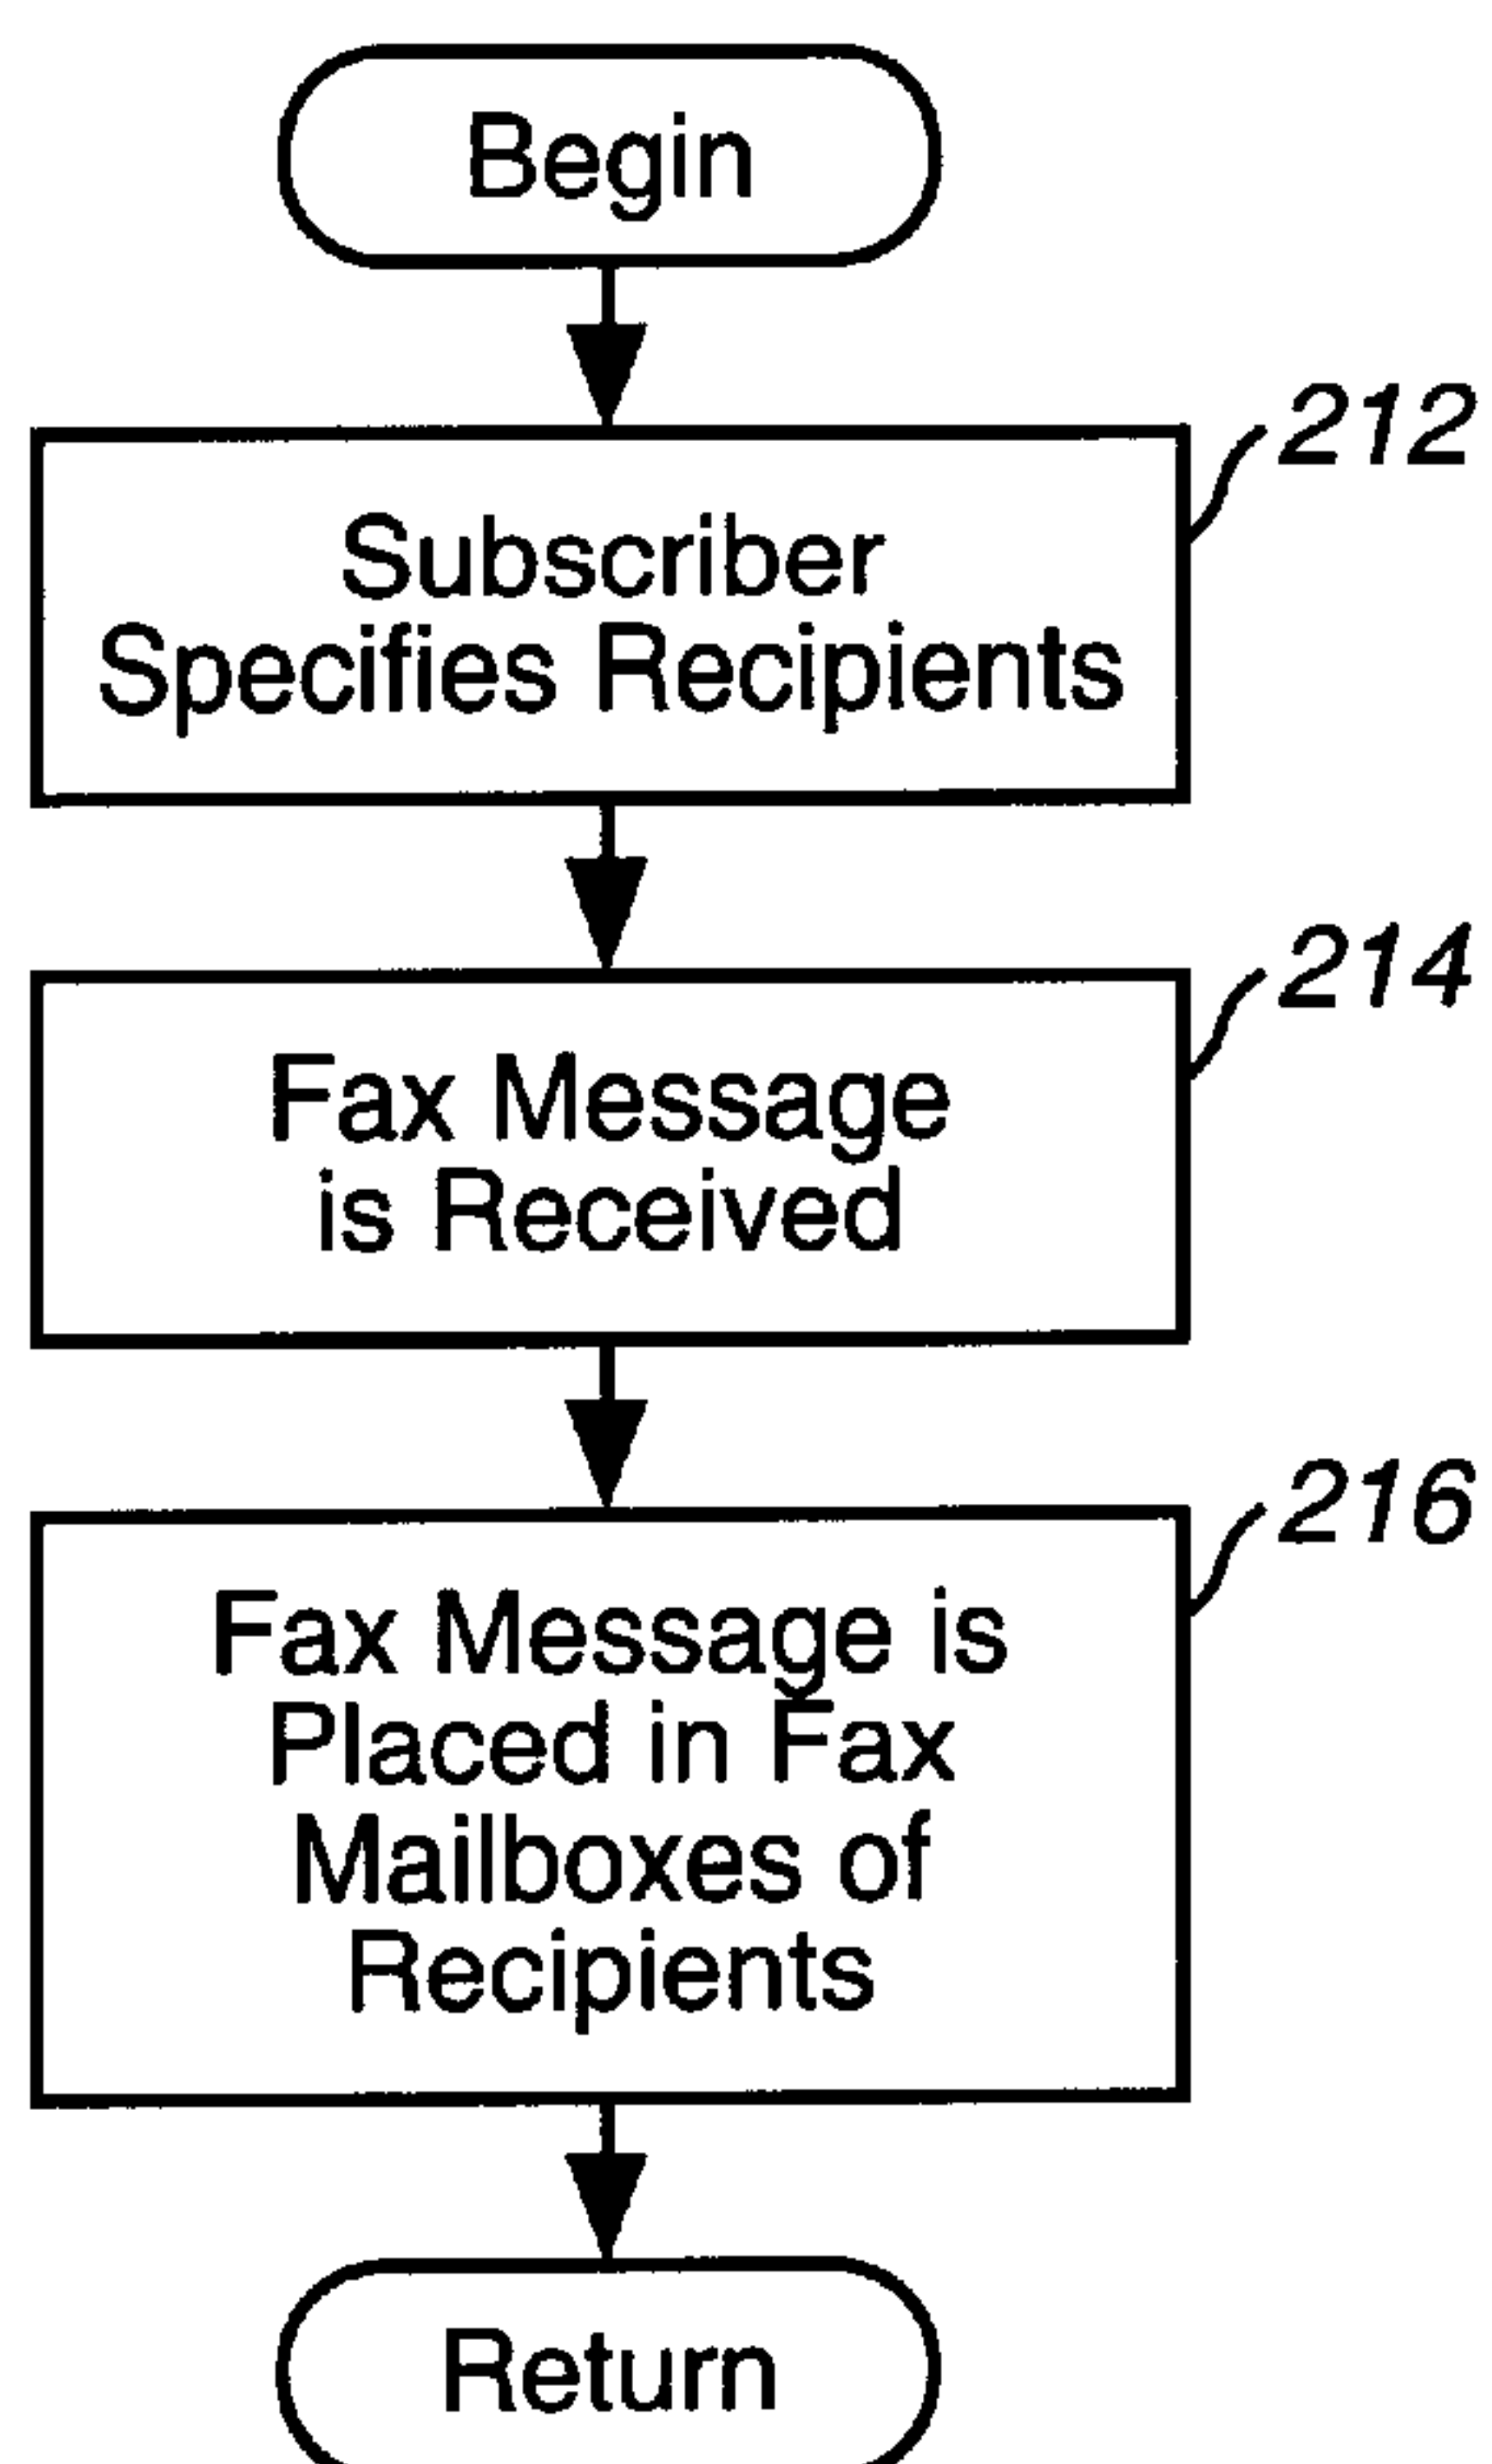 Begin
212
Subscriber
Specifies Recipients
214
Fax Message
is Received
216
Fax Message is
Placed in Fax
Mailboxes of
Recipients
Return